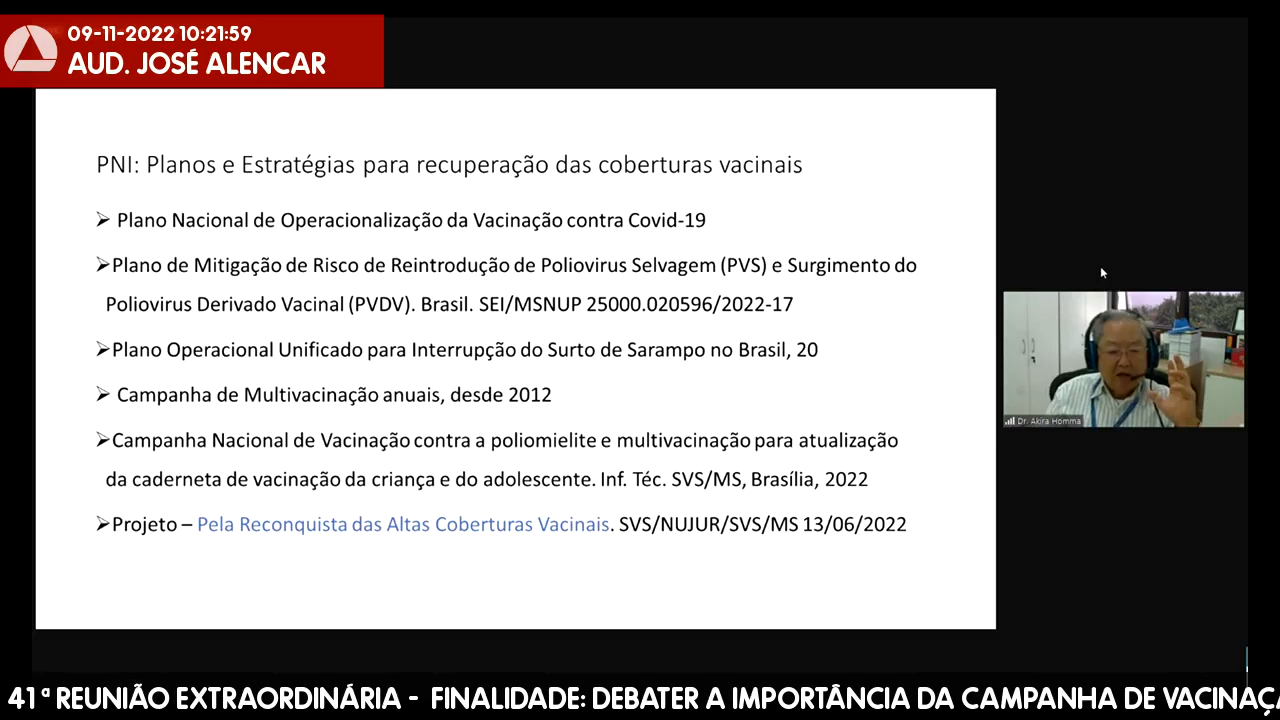 09-11-2022 10:21:59
AUD. JOSÉ ALENCAR
PNI: Planos e Estratégias para recuperação das coberturas vacinais
➢ Plano Nacional de Operacionalização da Vacinação contra Covid-19
➢Plano de Mitigação de Risco de Reintrodução de Poliovirus Selvagem (PVS) e Surgimento do
Poliovirus Derivado Vacinal (PVDV). Brasil. SEI/MSNUP 25000.020596/2022-17
➢Plano Operacional Unificado para Interrupção do Surto de Sarampo no Brasil, 20
➢ Campanha de Multivacinação anuais, desde 2012
➢Campanha Nacional de Vacinação contra a poliomielite e multivacinação para atualização
da caderneta de vacinação da criança e do adolescente. Inf. Téc. SVS/MS, Brasília, 2022
➢Projeto – Pela Reconquista das Altas Coberturas Vacinais. SVS/NUJUR/SVS/MS 13/06/2022
Dr. Akira Homma
41ª REUNIÃO EXTRAORDINÁRIA - FINALIDADE: DEBATER A IMPORTÂNCIA DA CAMPANHA DE VACINAÇ